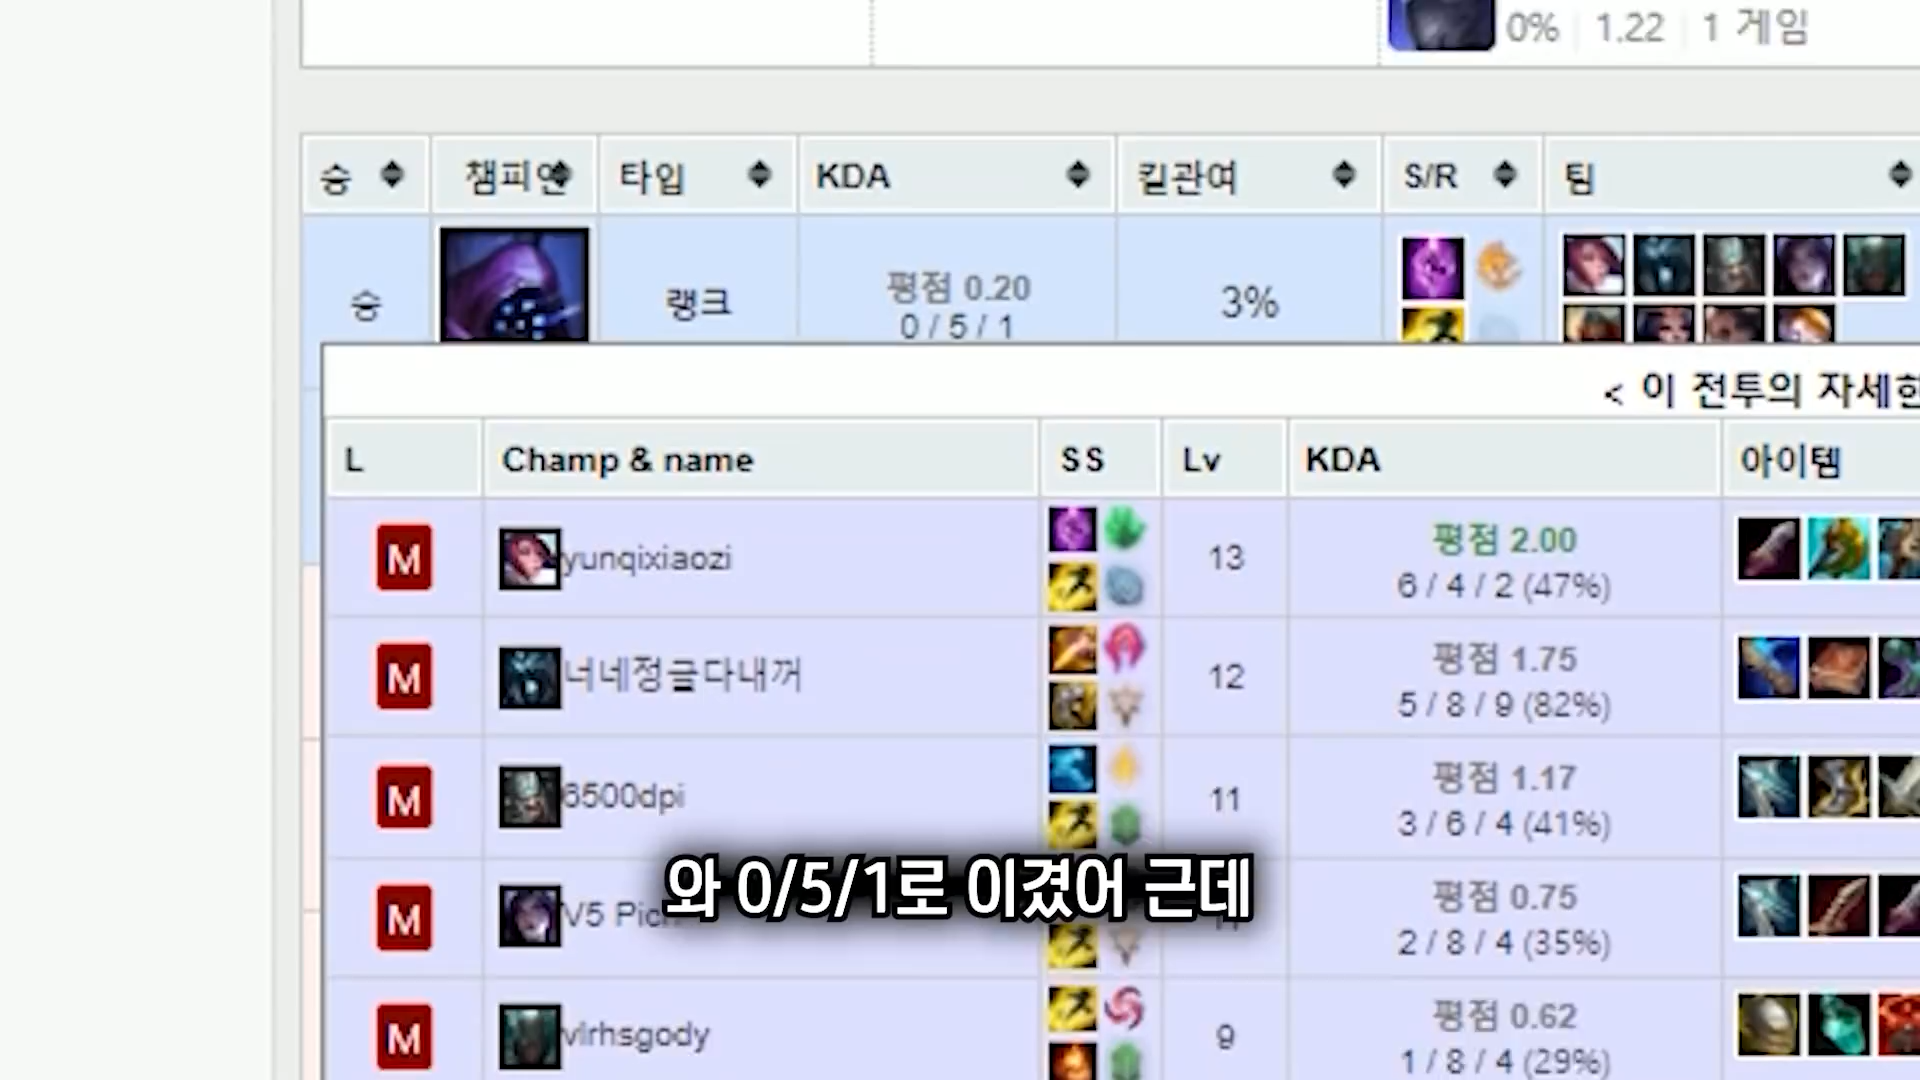 0% 1.22 1 게임
승 챔피언 타입 KDA 킬관여 S/R 팀
승 랭크 평점 0.20 3%
0 / 5 / 1
< 이 전투의 자세한
L Champ & name SS Lv KDA 아이템
M yunqixiaozi 13 평점 2.00
6 / 4 / 2 (47%)
M 너네정글다내꺼 12 평점 1.75
5 / 8 / 9 (82%)
M 6500dpi 11 평점 1.17
3 / 6 / 4 (41%)
와 0/5/1로 이겼어 근데
M V5 평점 0.75
2 / 8 / 4 (35%)
M vlrhsgody 9 평점 0.62
1 / 8 / 4 (29%)